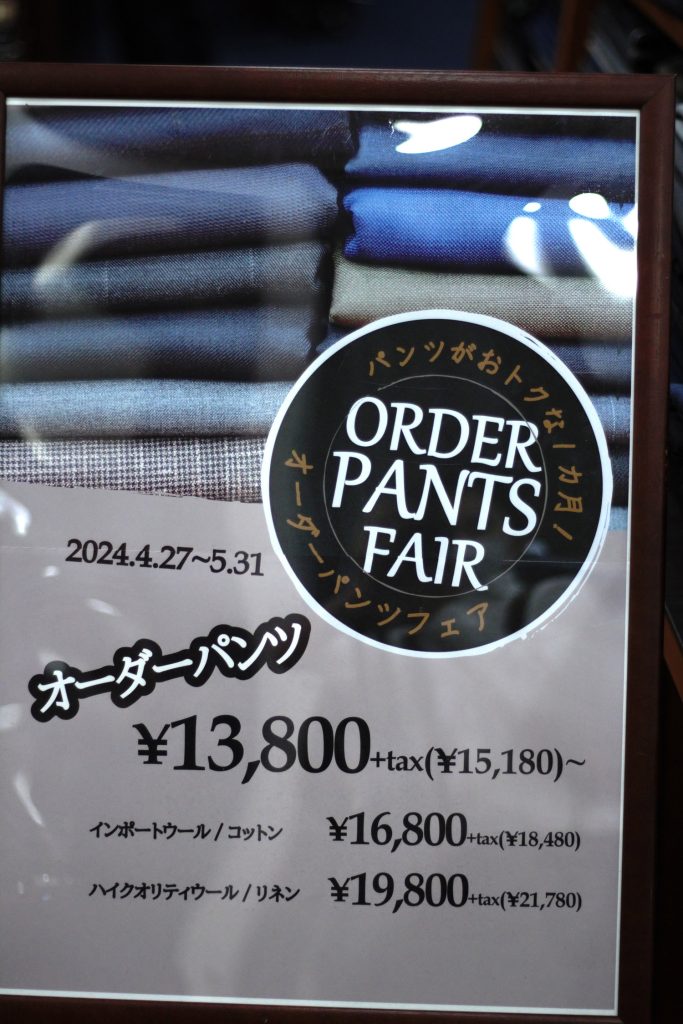 パンツがおトクな1カ月!
ORDER
PANTS
FAIR
オーダーパンツフェア
2024.4.27~5.31
オーダーパンツ
¥13,800+tax(¥15,180)~
インポートウール / コットン ¥16,800+tax(¥18,480)
ハイクオリティウール / リネン ¥19,800+tax(¥21,780)